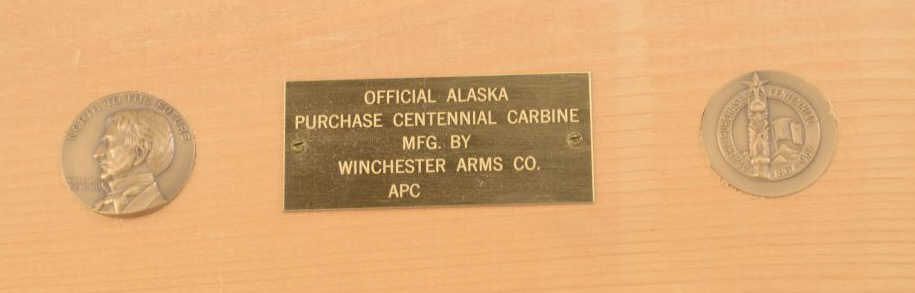 OFFICIAL ALASKA
PURCHASE CENTENNIAL CARBINE
MFG. BY
WINCHESTER ARMS CO.
APC